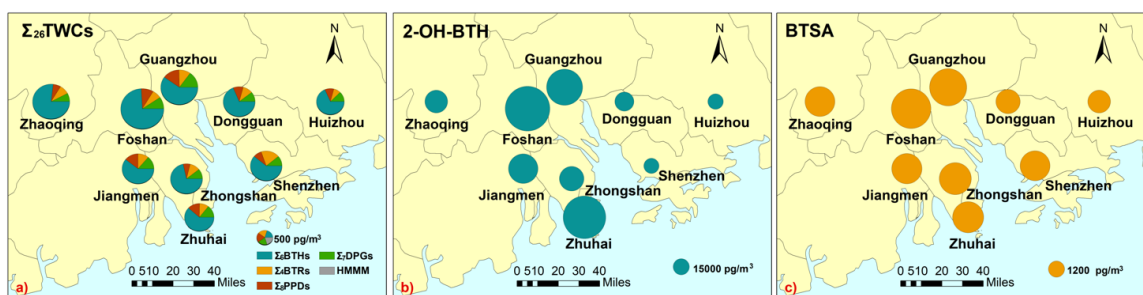 Σ₂₆TWCs
N
Guangzhou
Zhaoqing
Foshan
Dongguan
Huizhou
Jiangmen
Zhongshan
Shenzhen
Zhuhai
500 pg/m³
Σ₆BTHs
Σ₇DPGs
Σ₄BTRs
HMMM
Σ₈PPDs
0 5 10 20 30 40
Miles
a)
2-OH-BTH
N
Guangzhou
Zhaoqing
Foshan
Dongguan
Huizhou
Jiangmen
Zhongshan
Shenzhen
Zhuhai
15000 pg/m³
0 5 10 20 30 40
Miles
b)
BTSA
N
Guangzhou
Zhaoqing
Foshan
Dongguan
Huizhou
Jiangmen
Zhongshan
Shenzhen
Zhuhai
1200 pg/m³
0 5 10 20 30 40
Miles
c)